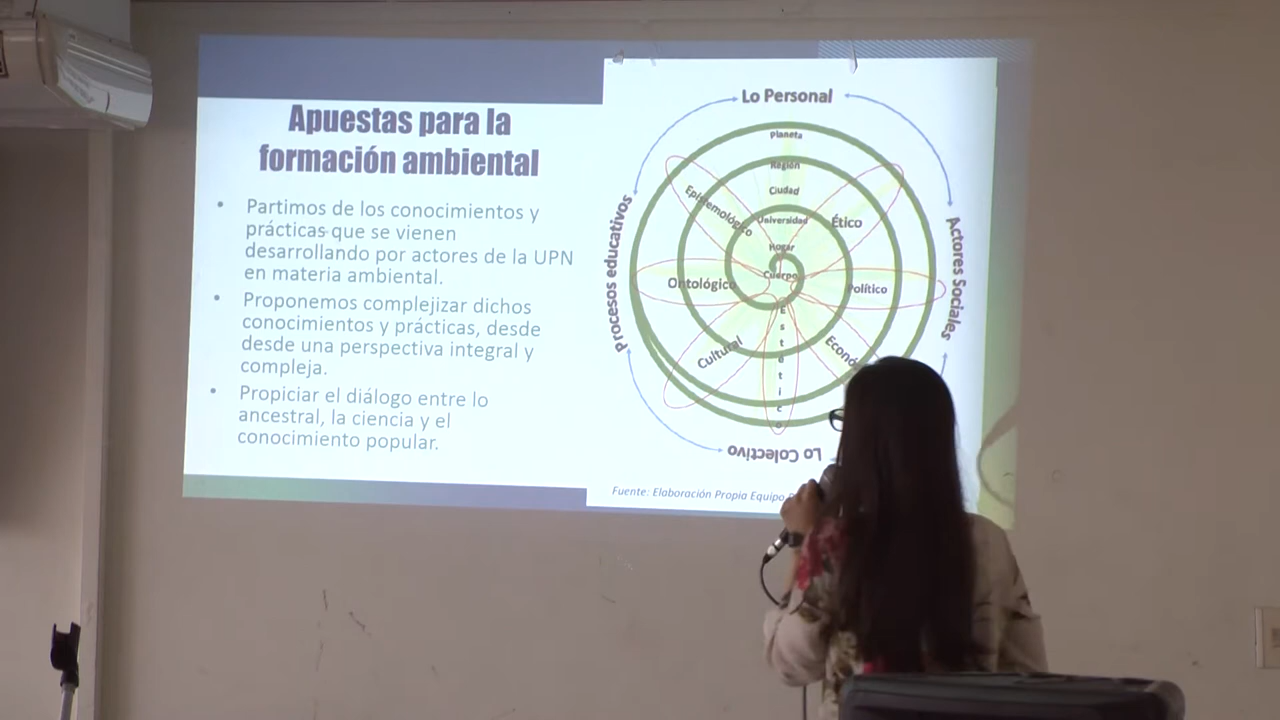 Apuestas para la
formación ambiental
• Partimos de los conocimientos y
prácticas que se vienen
desarrollando por actores de la UPN
en materia ambiental.
• Proponemos complejizar dichos
conocimientos y prácticas, desde
desde una perspectiva integral y
compleja.
• Propiciar el diálogo entre lo
ancestral, la ciencia y el
conocimiento popular.
Lo Personal
Planeta
Región
Ciudad
Universidad
Hogar
Cuerpo
Epistemológico
Ético
Ontológico
Político
Cultural
Econó
Estetico
Procesos educativos
Actores Sociales
Lo Colectivo
Fuente: Elaboración Propia Equipo